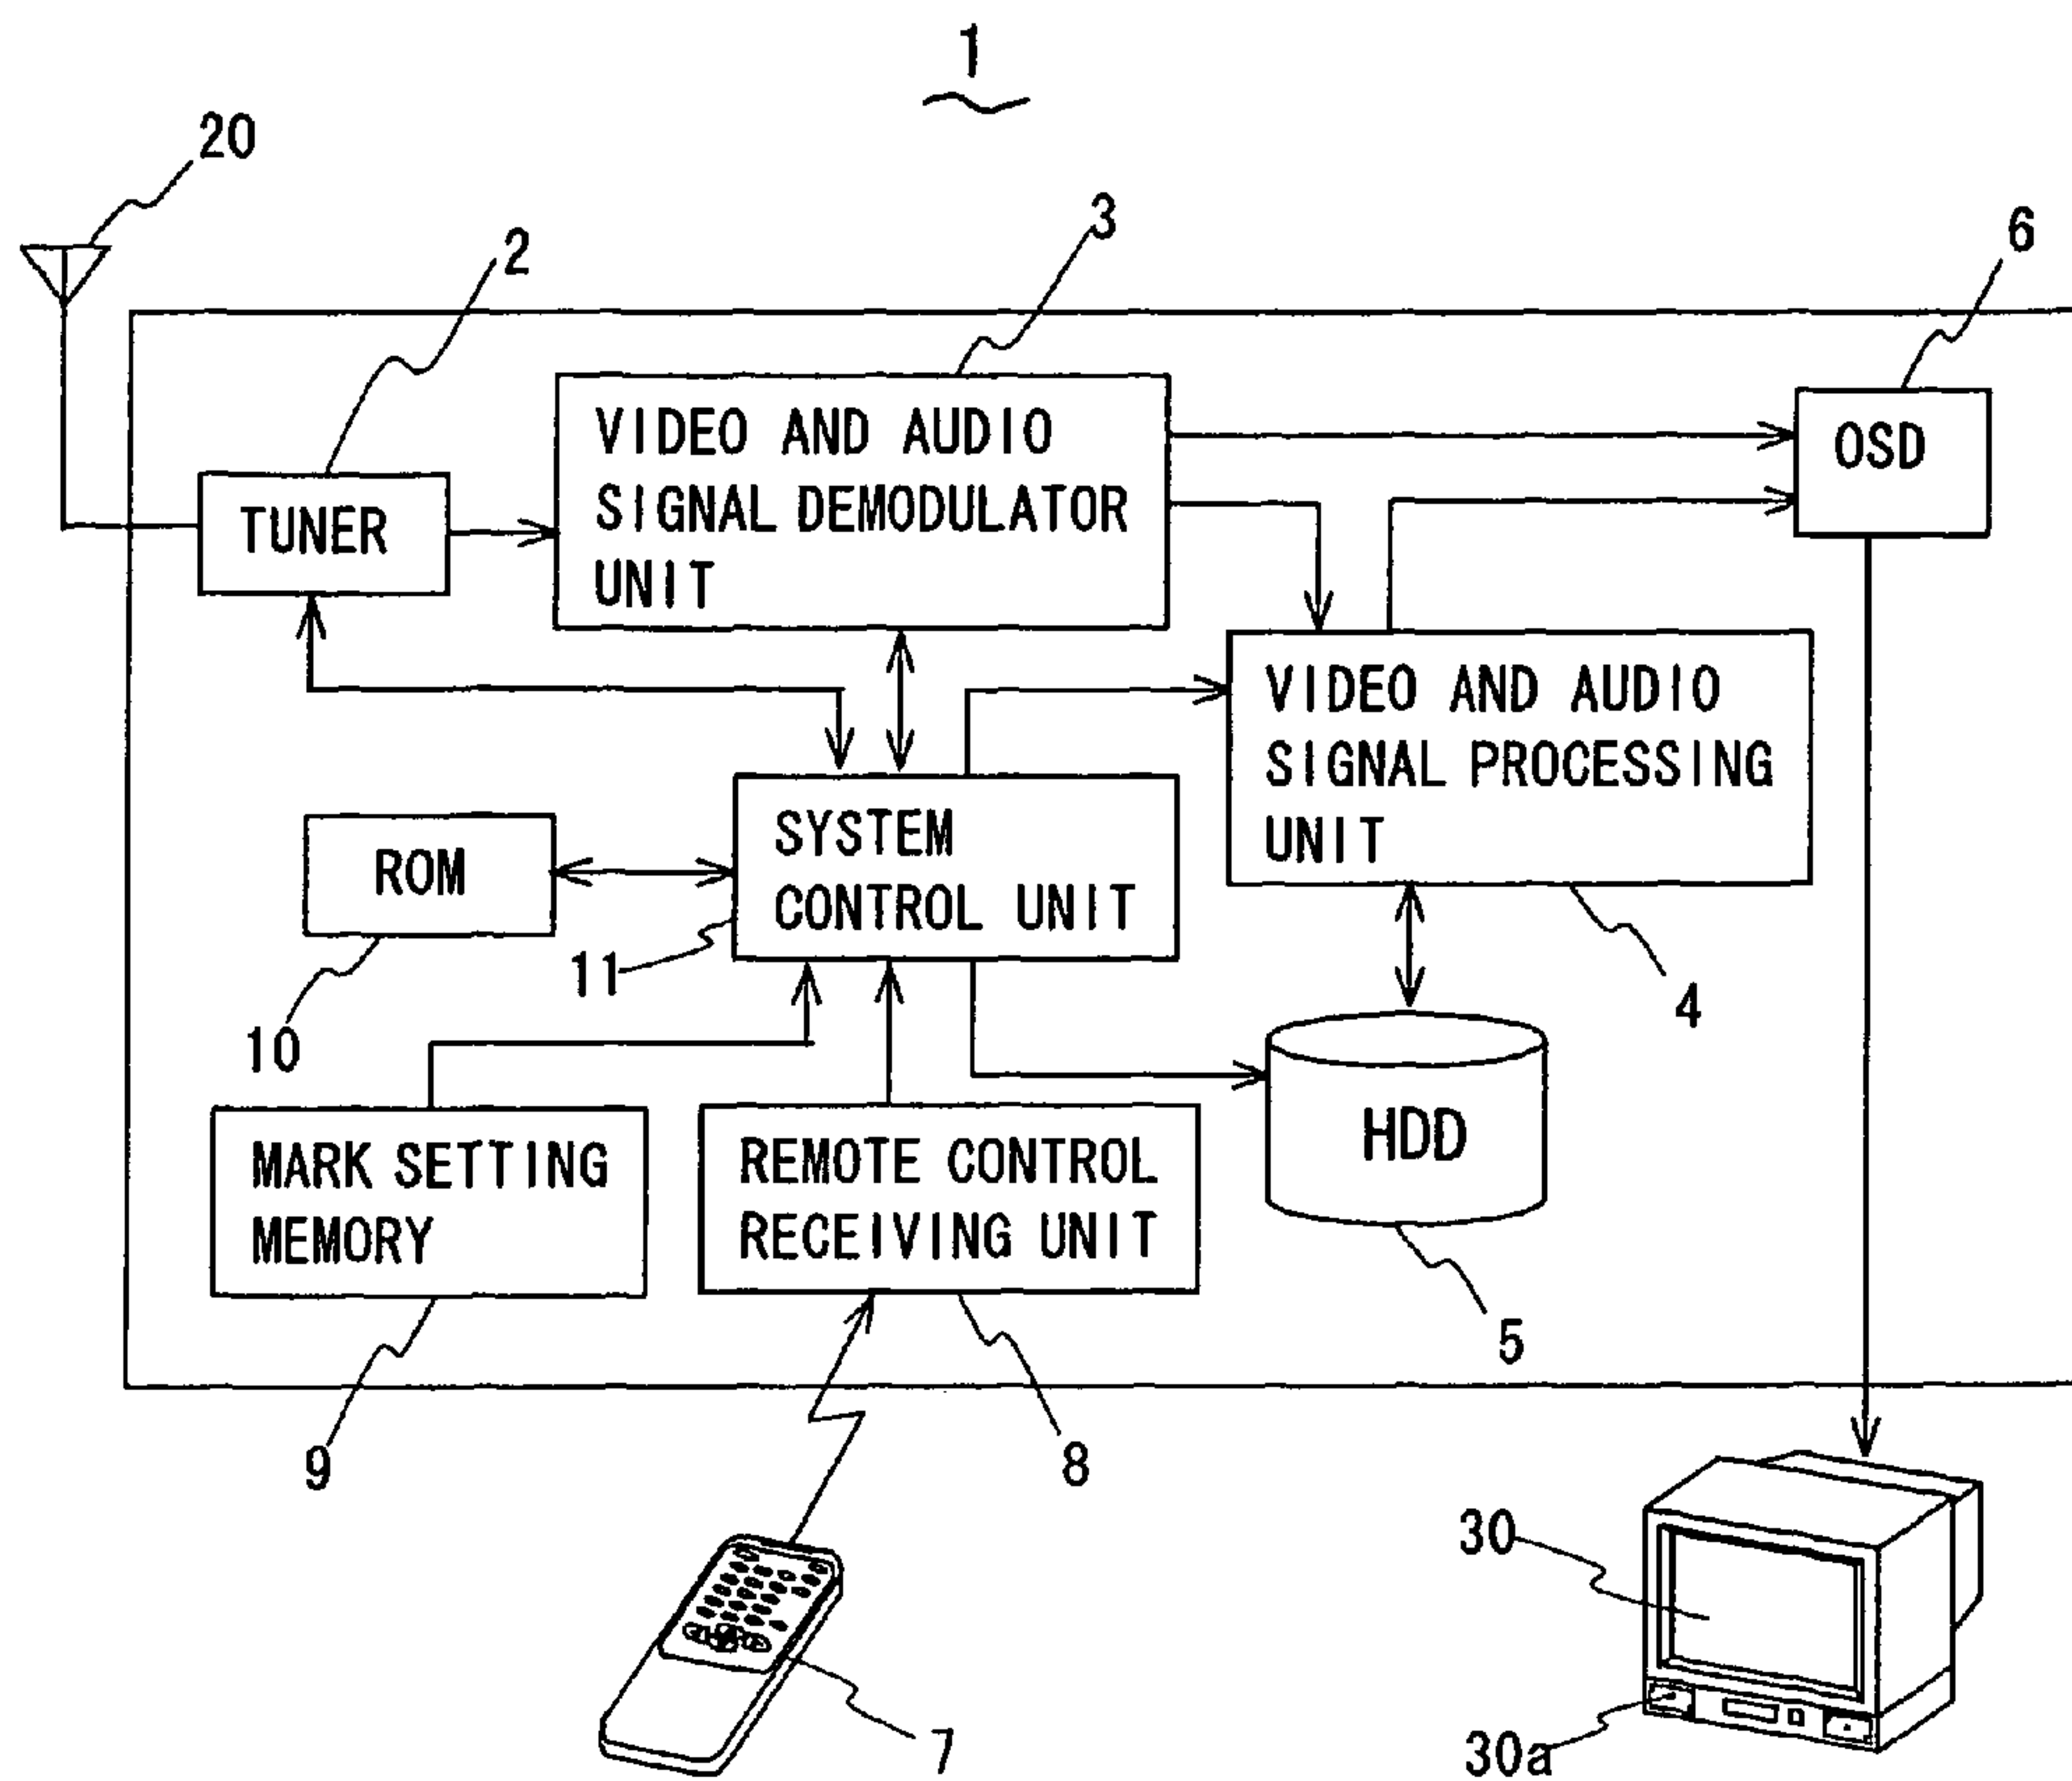 1
20
2
3
6
VIDEO AND AUDIO
SIGNAL DEMODULATOR
UNIT
OSD
TUNER
VIDEO AND AUDIO
SIGNAL PROCESSING
UNIT
SYSTEM
CONTROL UNIT
ROM
11
10
4
HDD
MARK SETTING
MEMORY
REMOTE CONTROL
RECEIVING UNIT
5
9
8
30
7
30a